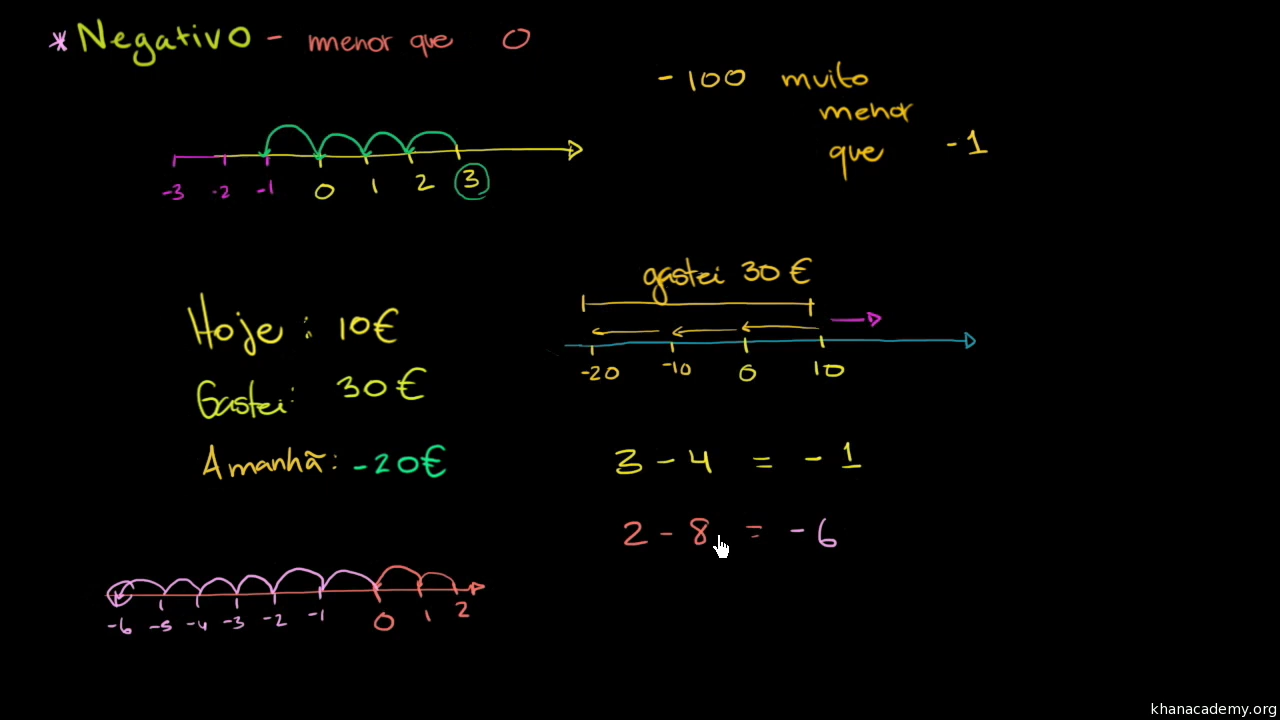 * Negativo - menor que 0
-100 muito
menor
que -1
-3 -2 -1 0 1 2 3
gastei 30 €
Hoje : 10€
-20 -10 0 10
Gastei: 30€
Amanhã: -20€
3 - 4 = - 1
2 - 8 = - 6
-6 -5 -4 -3 -2 -1 0 1 2
khanacademy.org